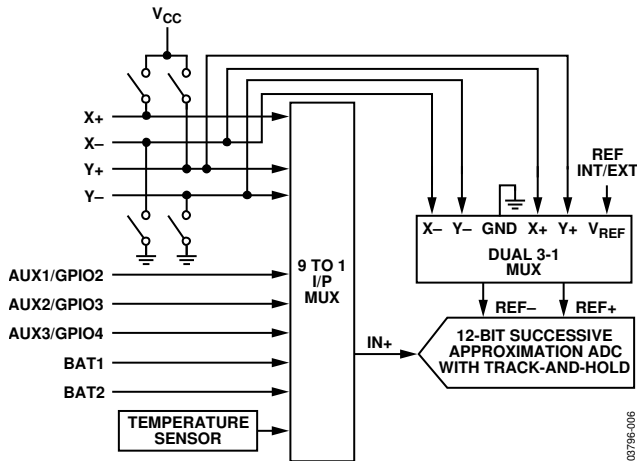 VCC
X+
X–
Y+
Y–
REF
INT/EXT
X– Y– GND X+ Y+ VREF
DUAL 3-1
MUX
AUX1/GPIO2
AUX2/GPIO3
AUX3/GPIO4
BAT1
BAT2
9 TO 1
I/P
MUX
REF– REF+
IN+
12-BIT SUCCESSIVE
APPROXIMATION ADC
WITH TRACK-AND-HOLD
TEMPERATURE
SENSOR
03796-006